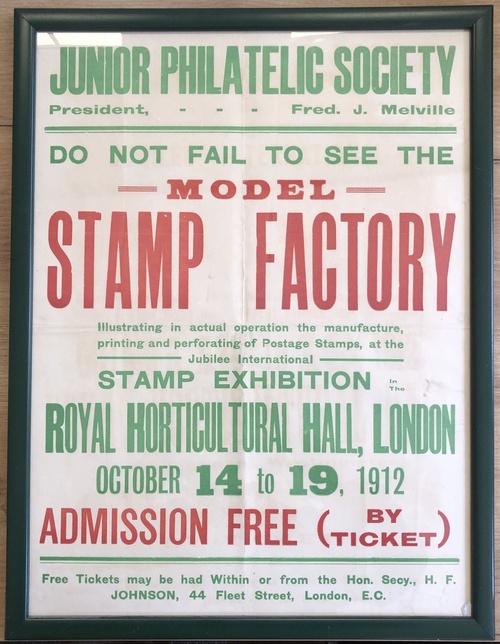 JUNIOR PHILATELIC SOCIETY
President, - - - Fred. J. Melville
DO NOT FAIL TO SEE THE
MODEL
STAMP FACTORY
Illustrating in actual operation the manufacture,
printing and perforating of Postage Stamps, at the
Jubilee International
STAMP EXHIBITION In The
ROYAL HORTICULTURAL HALL, LONDON
OCTOBER 14 to 19, 1912
ADMISSION FREE (BY TICKET)
Free Tickets may be had Within or from the Hon. Secy., H. F.
JOHNSON, 44 Fleet Street, London, E.C.